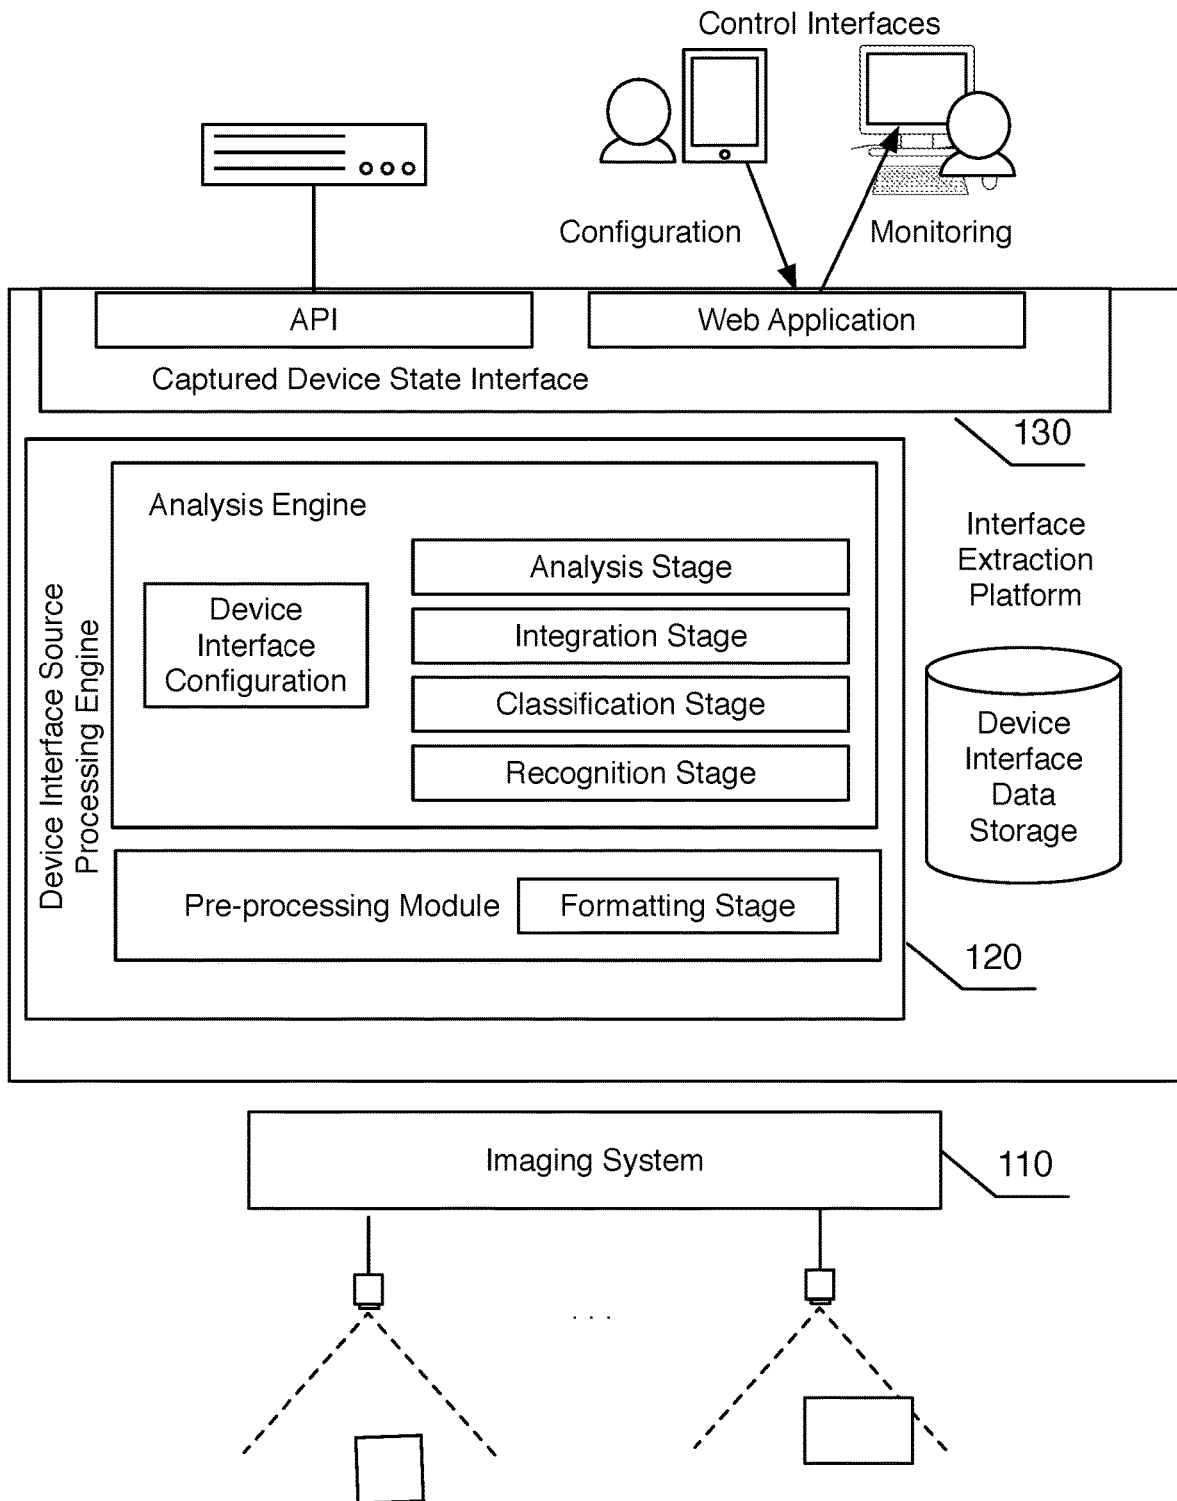 Control Interfaces
Configuration
Monitoring
API
Web Application
Captured Device State Interface
130
Device Interface Source
Processing Engine
Analysis Engine
Device
Interface
Configuration
Analysis Stage
Integration Stage
Classification Stage
Recognition Stage
Interface
Extraction
Platform
Device
Interface
Data
Storage
Pre-processing Module
Formatting Stage
120
Imaging System
110
. . .